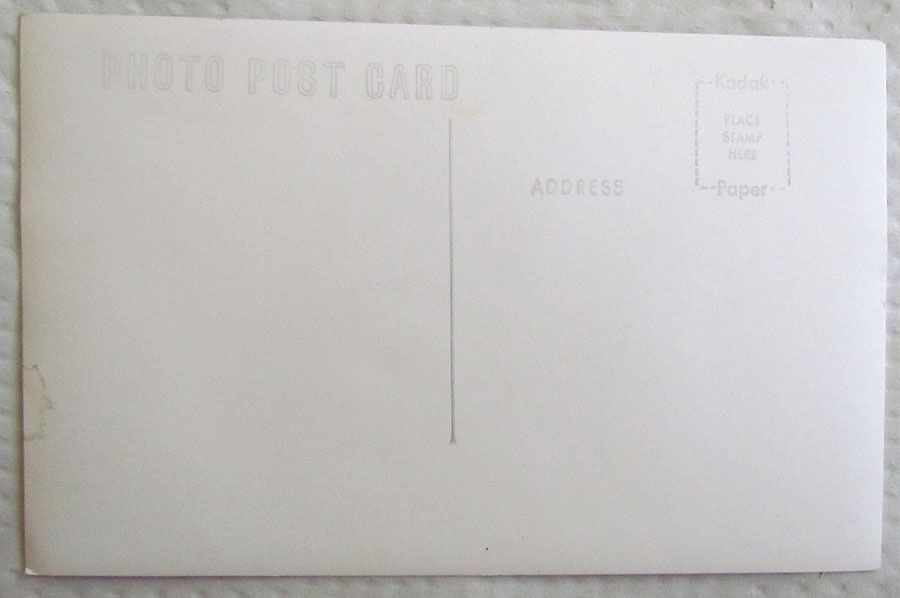 PHOTO POST CARD
Kodak
PLACE
STAMP
HERE
Paper
ADDRESS